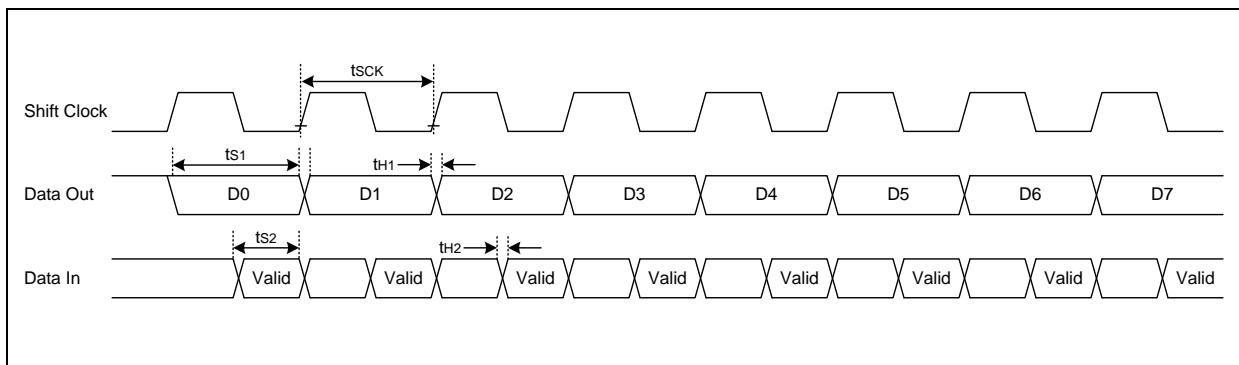 tSCK
Shift Clock
tS1
tH1
Data Out D0 D1 D2 D3 D4 D5 D6 D7
tS2
tH2
Data In Valid Valid Valid Valid Valid Valid Valid Valid